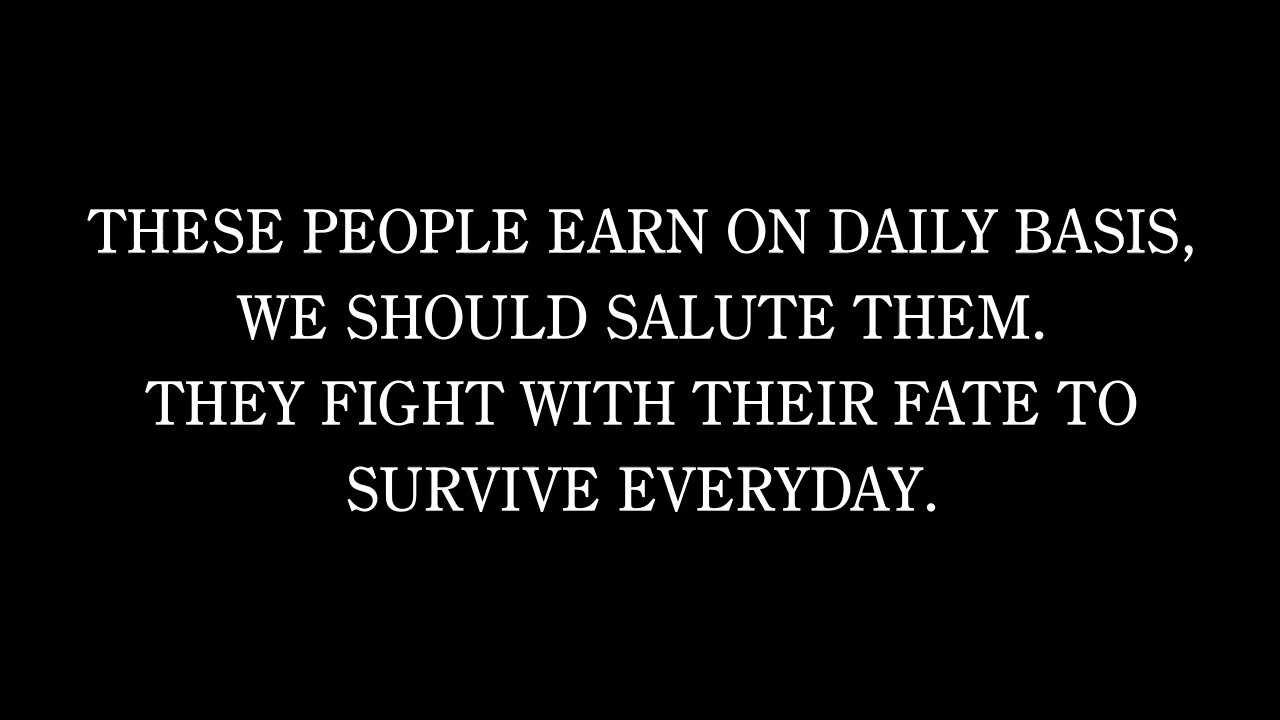 THESE PEOPLE EARN ON DAILY BASIS,
WE SHOULD SALUTE THEM.
THEY FIGHT WITH THEIR FATE TO
SURVIVE EVERYDAY.